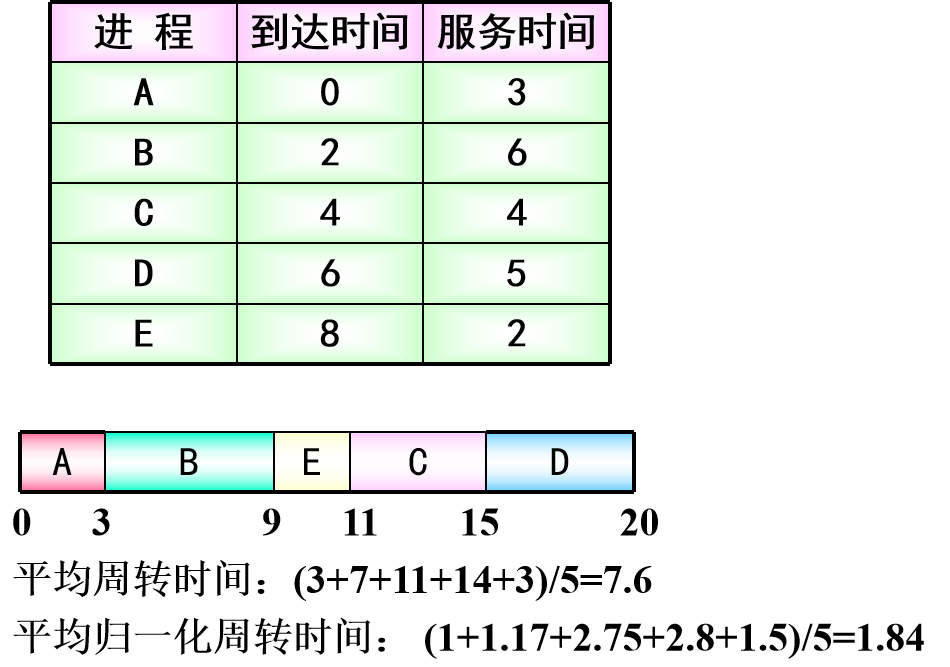 进 程 到达时间 服务时间
A 0 3
B 2 6
C 4 4
D 6 5
E 8 2
A B E C D
0 3 9 11 15 20
平均周转时间：(3+7+11+14+3)/5=7.6
平均归一化周转时间： (1+1.17+2.75+2.8+1.5)/5=1.84